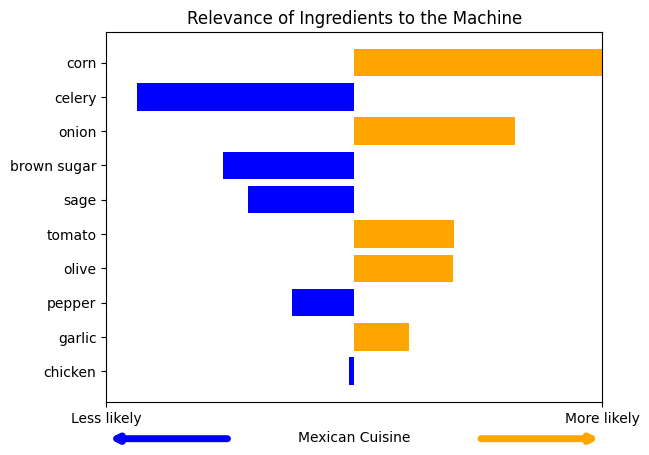 Relevance of Ingredients to the Machine
corn
celery
onion
brown sugar
sage
tomato
olive
pepper
garlic
chicken
Less likely More likely
Mexican Cuisine